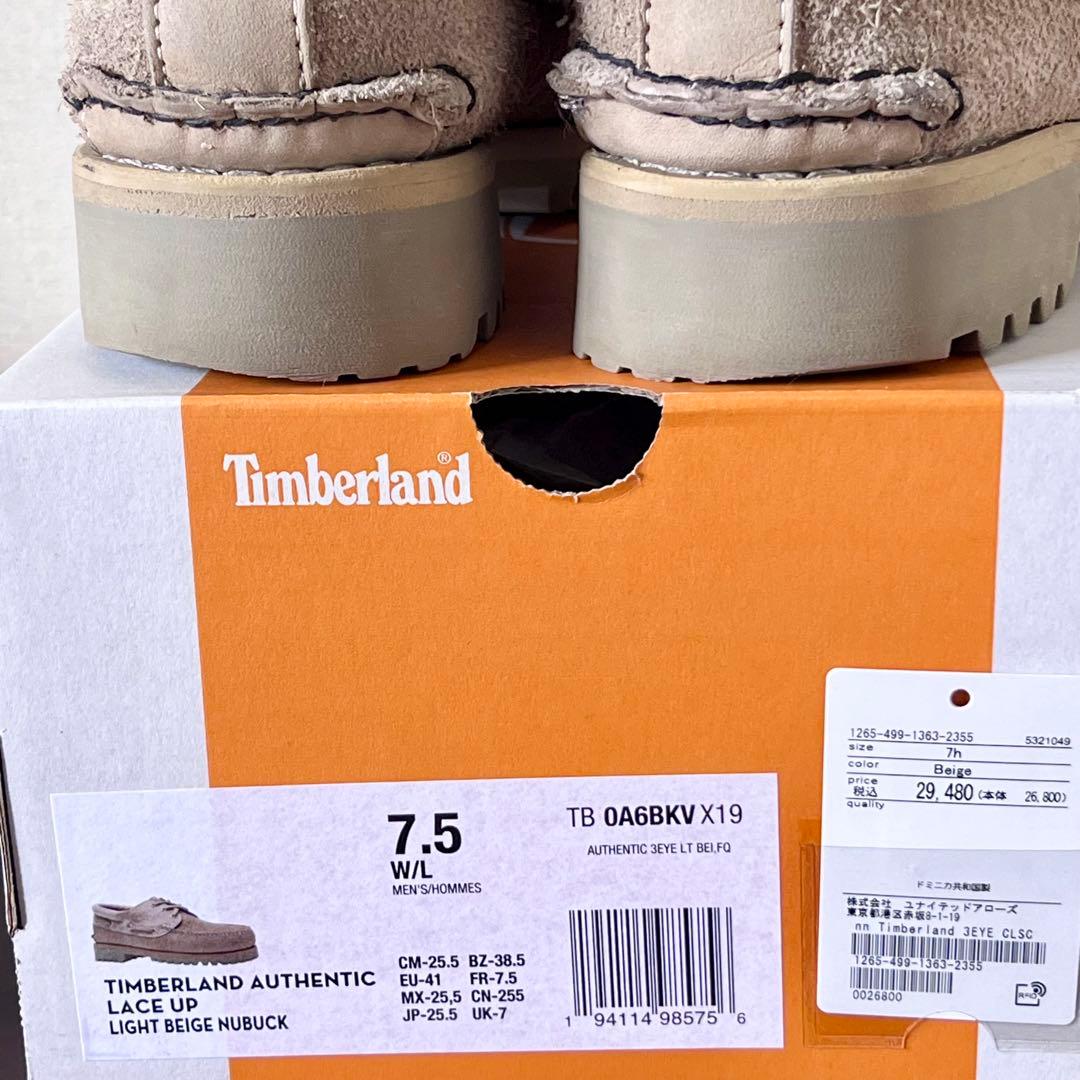 Timberland®
7.5
W/L
MEN'S/HOMMES
TB 0A6BKV X19
AUTHENTIC 3EYE LT BEI,FQ
TIMBERLAND AUTHENTIC
LACE UP
LIGHT BEIGE NUBUCK
CM-25.5 BZ-38.5
EU-41 FR-7.5
MX-25,5 CN-255
JP-25.5 UK-7
1 94114 98575 6
1265-499-1363-2355 5321049
size 7h
color Beige
price
税込 29,480 (本体 26,800)
quality
ドミニカ共和国製
株式会社 ユナイテッドアローズ
東京都港区赤坂8-1-19
nn Timberland 3EYE CLSC
1265-499-1363-2355
0026800
RFID